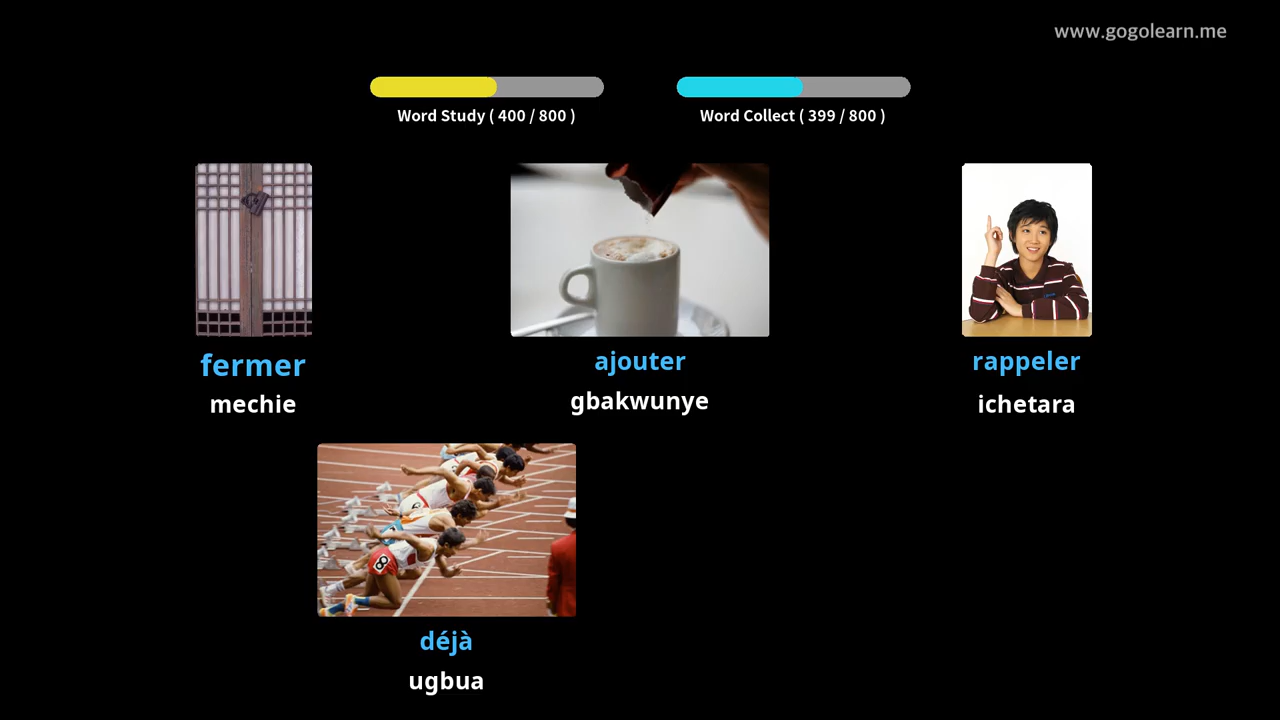 www.gogolearn.me
Word Study ( 400 / 800 )
Word Collect ( 399 / 800 )
fermer
mechie
ajouter
gbakwunye
rappeler
ichetara
déjà
ugbua